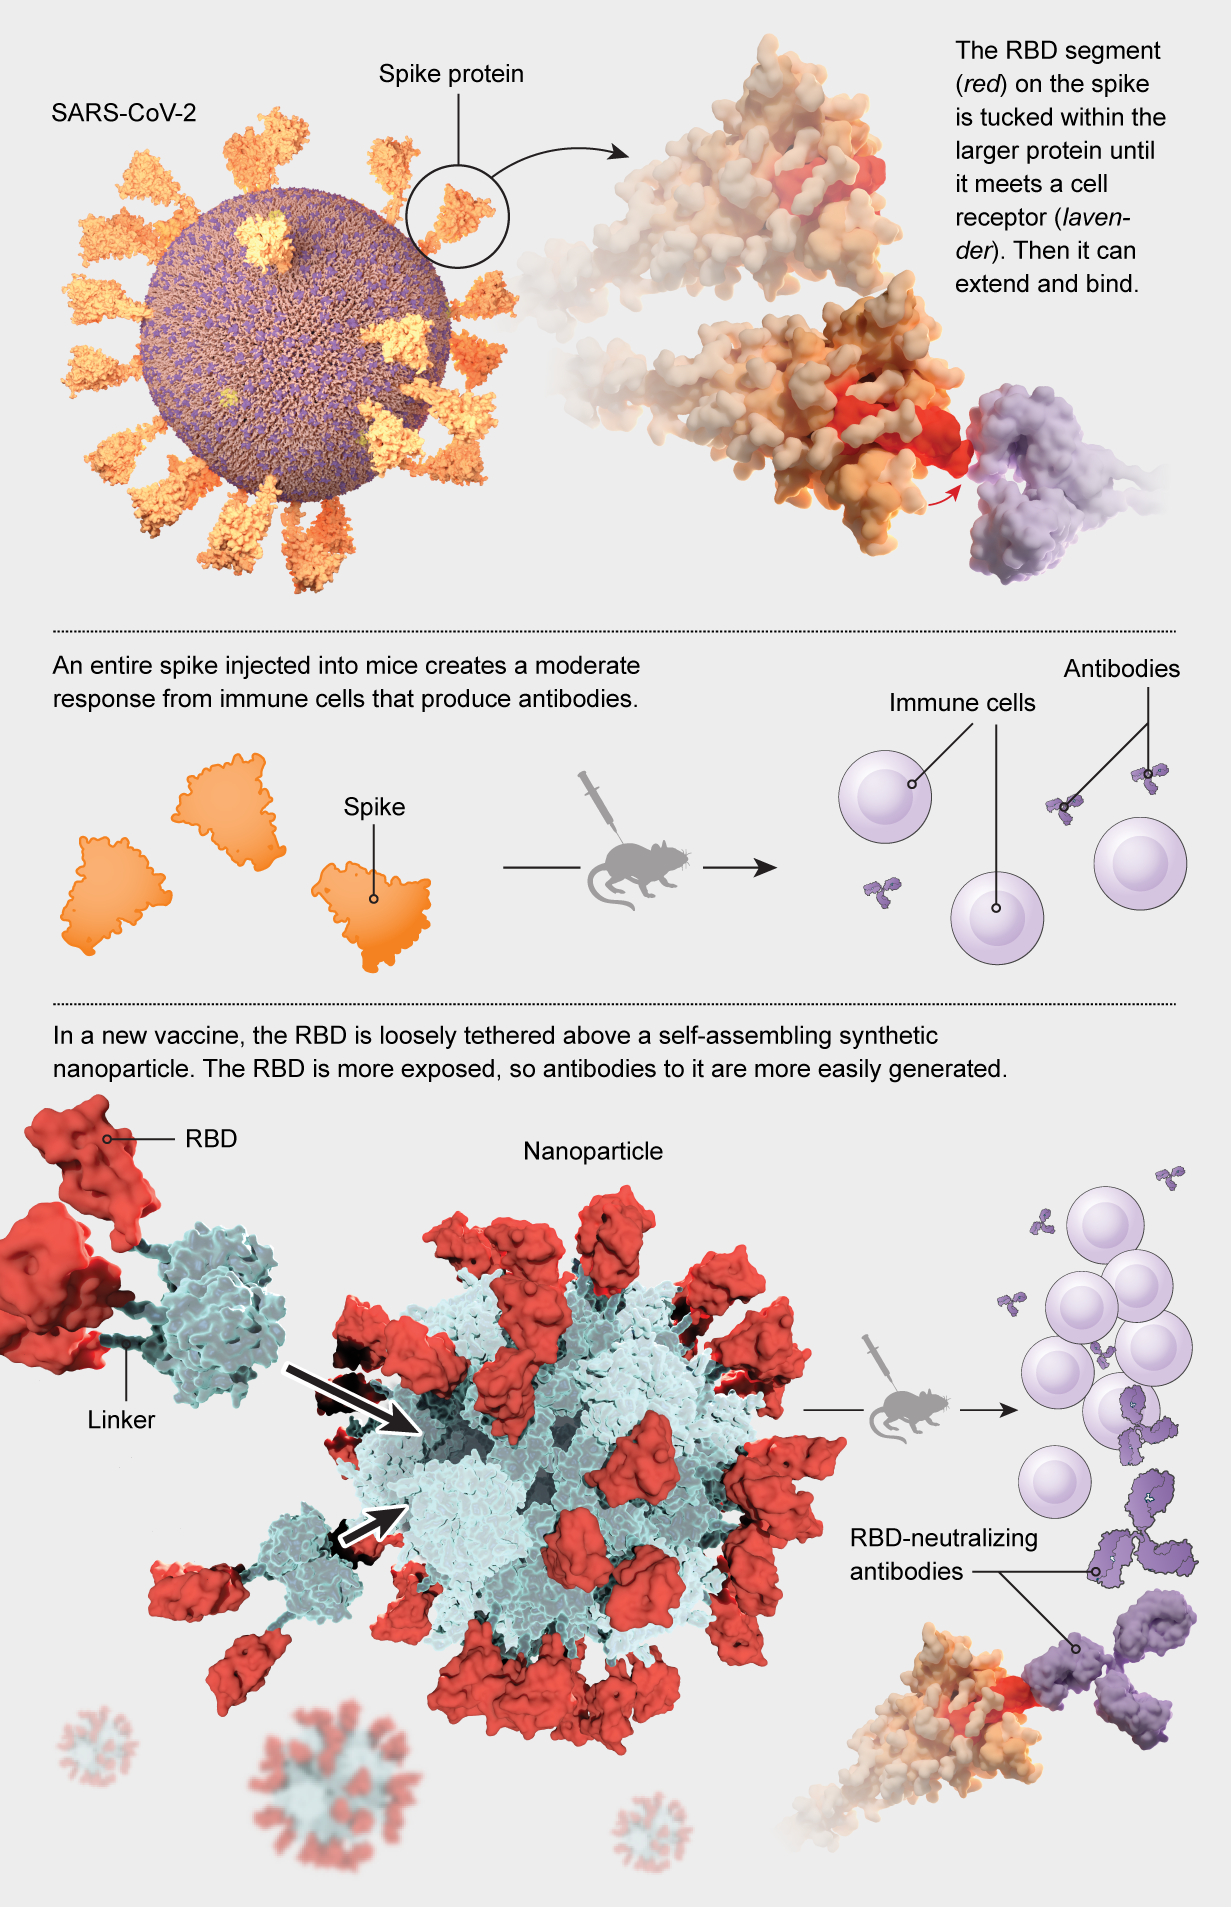 Spike protein
SARS-CoV-2
The RBD segment
(red) on the spike
is tucked within the
larger protein until
it meets a cell
receptor (laven-
der). Then it can
extend and bind.
An entire spike injected into mice creates a moderate
response from immune cells that produce antibodies.
Antibodies
Immune cells
Spike
In a new vaccine, the RBD is loosely tethered above a self-assembling synthetic
nanoparticle. The RBD is more exposed, so antibodies to it are more easily generated.
RBD
Nanoparticle
Linker
RBD-neutralizing
antibodies